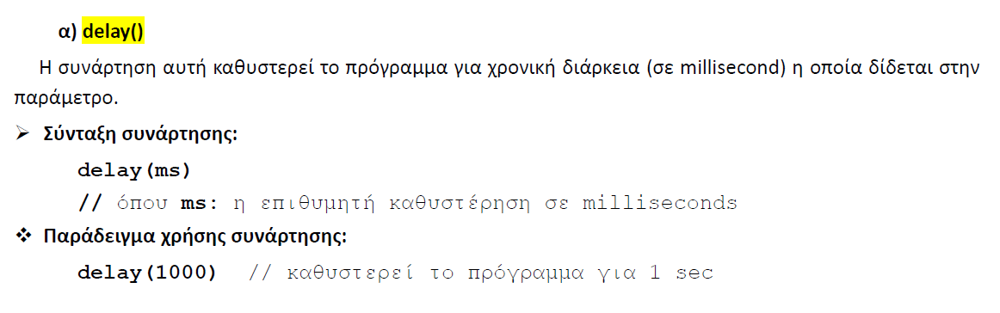 α) delay()
Η συνάρτηση αυτή καθυστερεί το πρόγραμμα για χρονική διάρκεια (σε millisecond) η οποία δίδεται στην
παράμετρο.
➢ Σύνταξη συνάρτησης:
delay(ms)
// όπου ms: η επιθυμητή καθυστέρηση σε milliseconds
❖ Παράδειγμα χρήσης συνάρτησης:
delay(1000) // καθυστερεί το πρόγραμμα για 1 sec